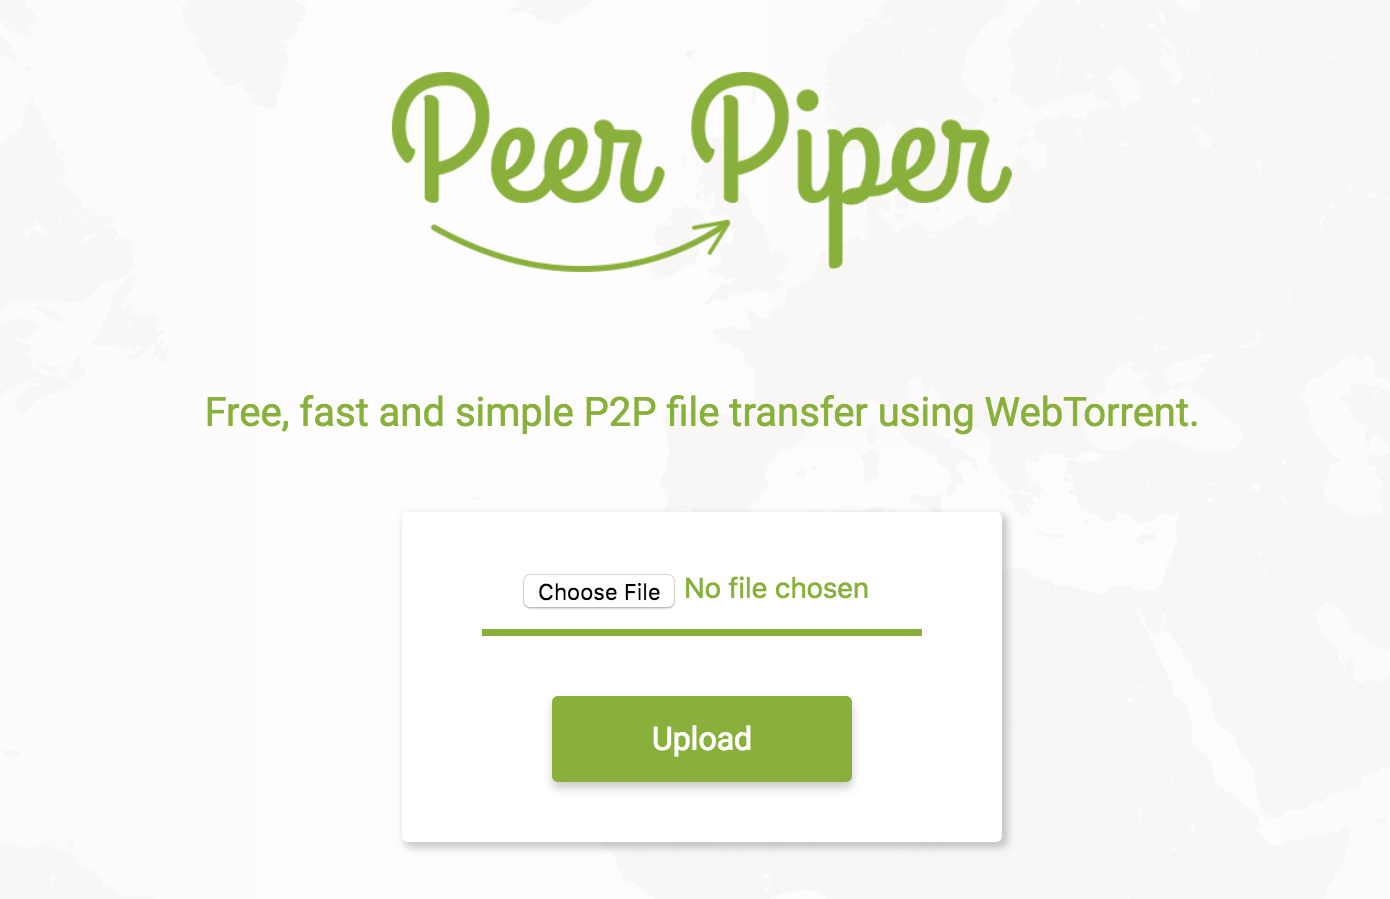 Peer Piper
Free, fast and simple P2P file transfer using WebTorrent.
Choose File No file chosen
Upload